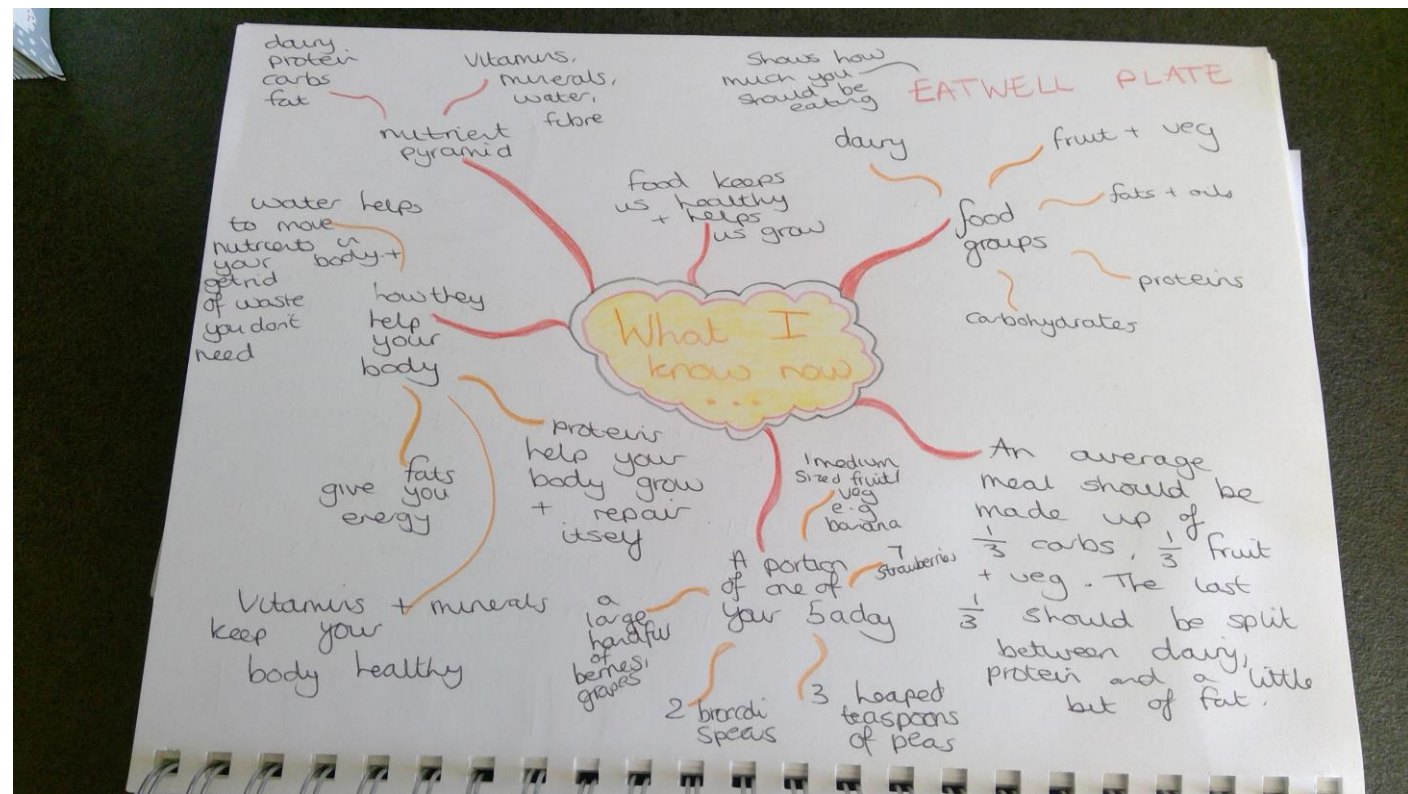 What I
know now
...
dairy
protein
carbs
fat
Vitamins,
minerals,
water,
fibre
nutrient
pyramid
food keeps
us healthy
+ helps
us grow
Shows how
much you
should be
eating
EATWELL PLATE
food
groups
dairy
fruit + veg
fats + oils
proteins
carbohydrates
water helps
to move
nutrients in
your body +
get rid
of waste
you don't
need
how they
help
your
body
fats
give you
energy
proteins
help your
body grow
+ repair
itself
Vitamins + minerals
keep your
body healthy
A portion
of one of
your 5 a day
1 medium
sized fruit/
veg
e.g
banana
7
strawberries
a
large
handful
of
berries,
grapes
2 broccoli
spears
3 heaped
teaspoons
of peas
An average
meal should be
made up of
1/3 carbs, 1/3 fruit
+ veg. The last
1/3 should be split
between dairy,
protein and a little
but of fat.